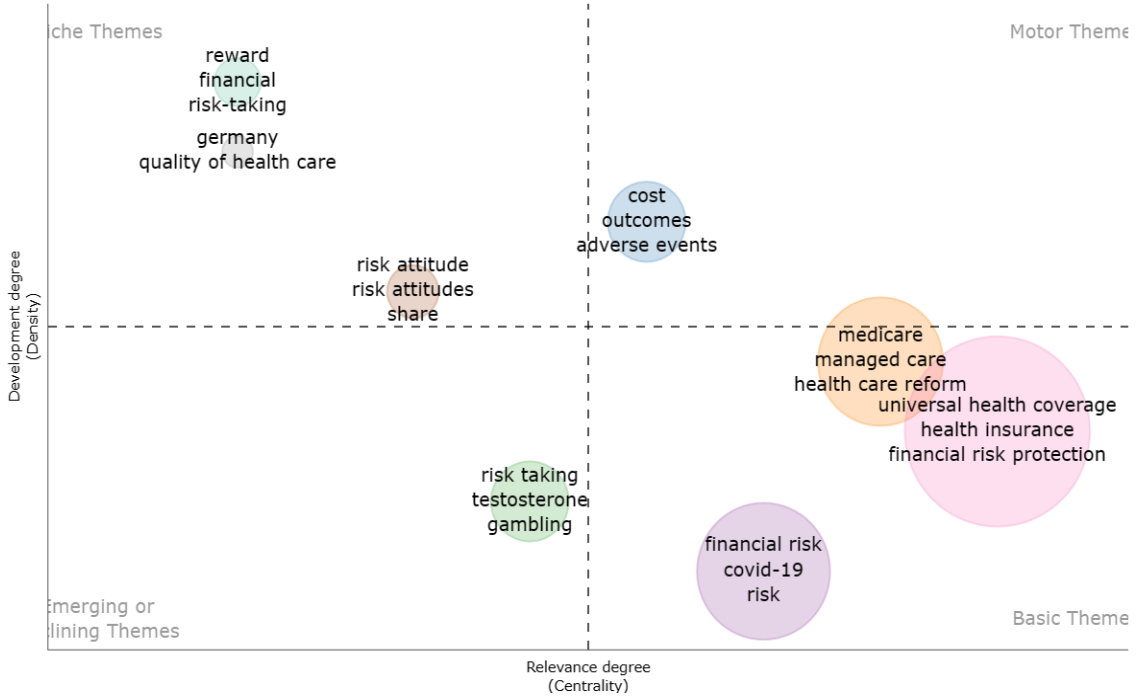 iche Themes
Motor Theme
reward
financial
risk-taking
germany
quality of health care
cost
outcomes
adverse events
risk attitude
risk attitudes
share
medicare
managed care
health care reform
universal health coverage
health insurance
financial risk protection
risk taking
testosterone
gambling
financial risk
covid-19
risk
Emerging or
clining Themes
Basic Theme
Development degree
(Density)
Relevance degree
(Centrality)